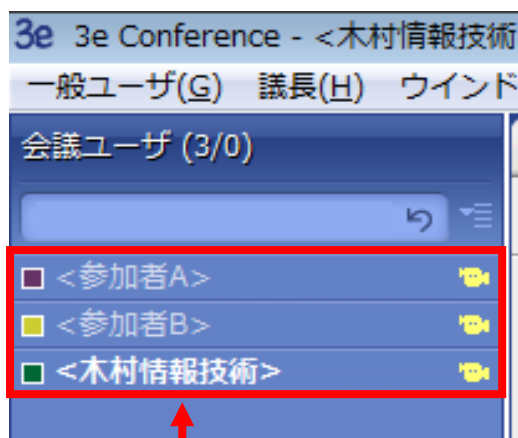 3e 3e Conference - <木村情報技術
一般ユーザ(G) 議長(H) ウインド
会議ユーザ (3/0)
<参加者A>
<参加者B>
<木村情報技術>